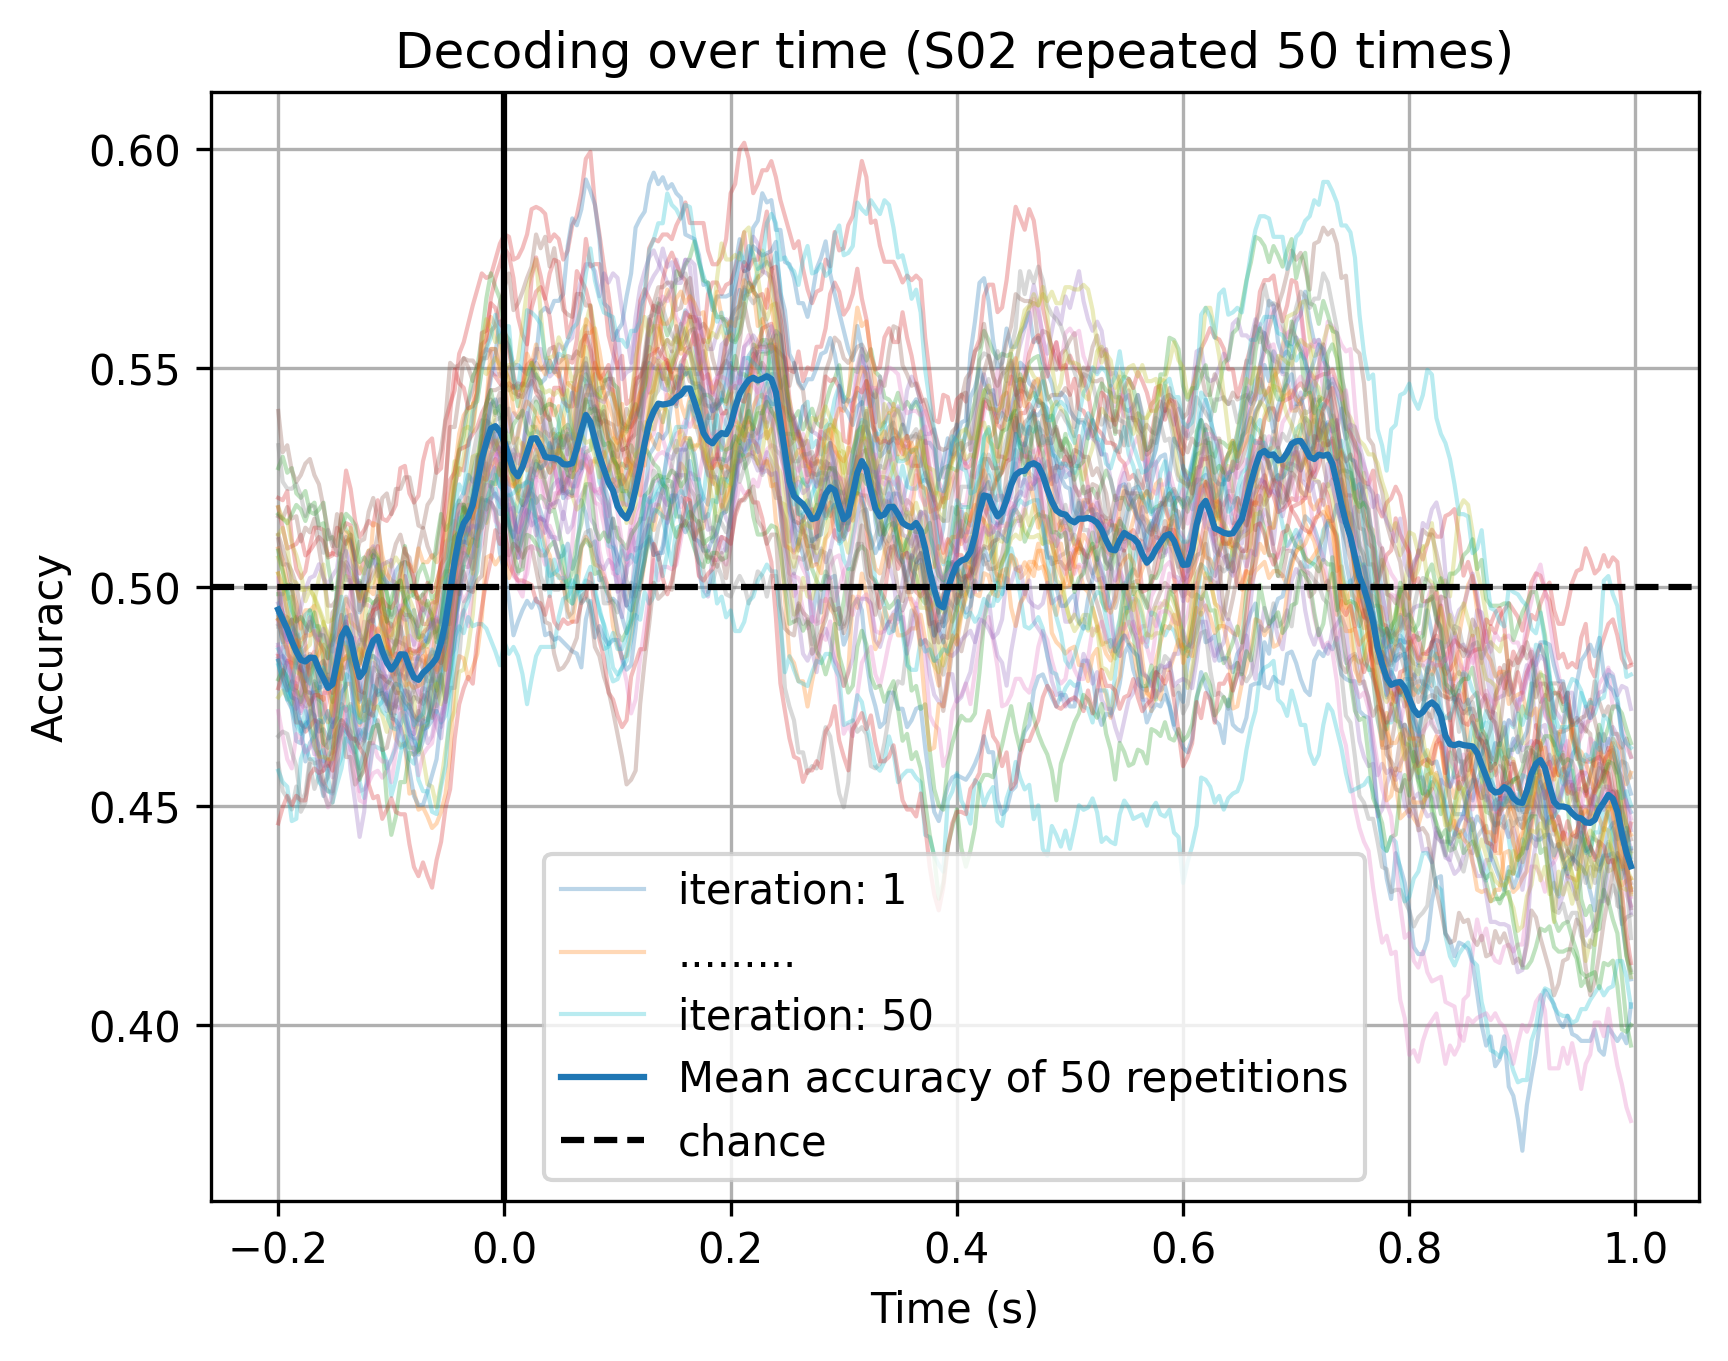 Decoding over time (S02 repeated 50 times)
0.60
0.55
0.50
0.45
0.40
Accuracy
iteration: 1
.........
iteration: 50
Mean accuracy of 50 repetitions
chance
−0.2
0.0
0.2
0.4
0.6
0.8
1.0
Time (s)